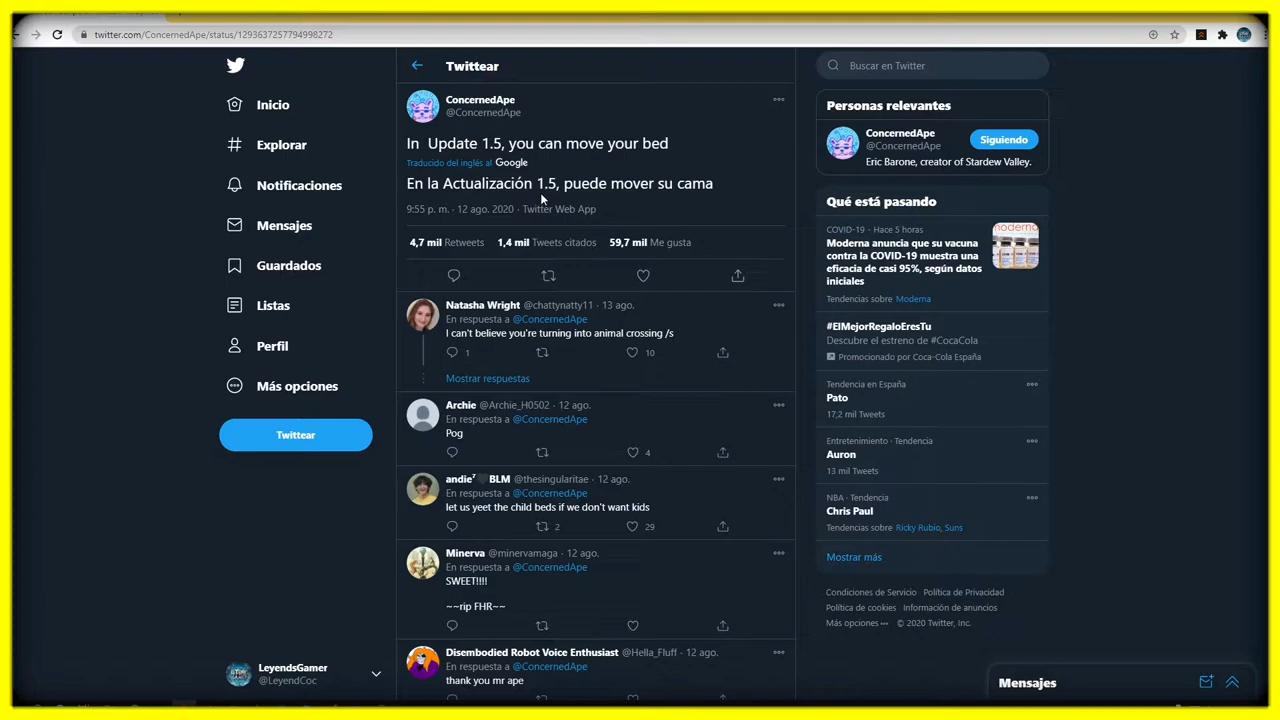 twitter.com/ConcernedApe/status/1293637257794998272
Inicio
Explorar
Notificaciones
Mensajes
Guardados
Listas
Perfil
Más opciones
Twittear
LeyendsGamer
@LeyendCoc
Twittear
ConcernedApe
@ConcernedApe
In Update 1.5, you can move your bed
Traducido del inglés al Google
En la Actualización 1.5, puede mover su cama
9:55 p. m. · 12 ago. 2020 · Twitter Web App
4,7 mil Retweets 1,4 mil Tweets citados 59,7 mil Me gusta
Natasha Wright @chattynatty11 · 13 ago.
En respuesta a @ConcernedApe
I can't believe you're turning into animal crossing /s
1 10
Mostrar respuestas
Archie @Archie_H0502 · 12 ago.
En respuesta a @ConcernedApe
Pog
4
andie⁷🖤BLM @thesingularitae · 12 ago.
En respuesta a @ConcernedApe
let us yeet the child beds if we don't want kids
2 29
Minerva @minervamaga · 12 ago.
En respuesta a @ConcernedApe
SWEET!!!!
~~rip FHR~~
Disembodied Robot Voice Enthusiast @Hella_Fluff · 12 ago.
En respuesta a @ConcernedApe
thank you mr ape
Buscar en Twitter
Personas relevantes
ConcernedApe
@ConcernedApe
Siguiendo
Eric Barone, creator of Stardew Valley.
Qué está pasando
COVID-19 · Hace 5 horas
Moderna anuncia que su vacuna
contra la COVID-19 muestra una
eficacia de casi 95%, según datos
iniciales
moderna
Tendencias sobre Moderna
#ElMejorRegaloEresTu
Descubre el estreno de #CocaCola
Promocionado por Coca-Cola España
Tendencia en España
Pato
17,2 mil Tweets
Entretenimiento · Tendencia
Auron
13 mil Tweets
NBA · Tendencia
Chris Paul
Tendencias sobre Ricky Rubio, Suns
Mostrar más
Condiciones de Servicio Política de Privacidad
Política de cookies Información de anuncios
Más opciones ••• © 2020 Twitter, Inc.
Mensajes